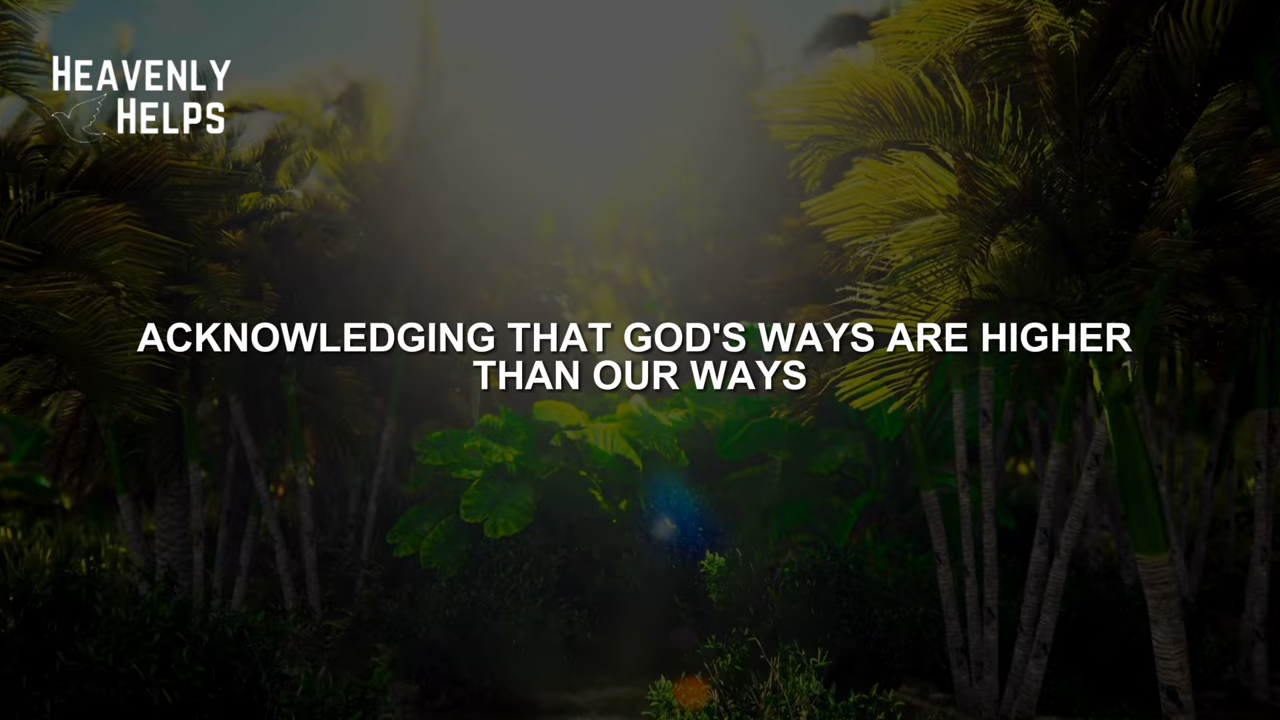 HEAVENLY
HELPS
ACKNOWLEDGING THAT GOD'S WAYS ARE HIGHER
THAN OUR WAYS